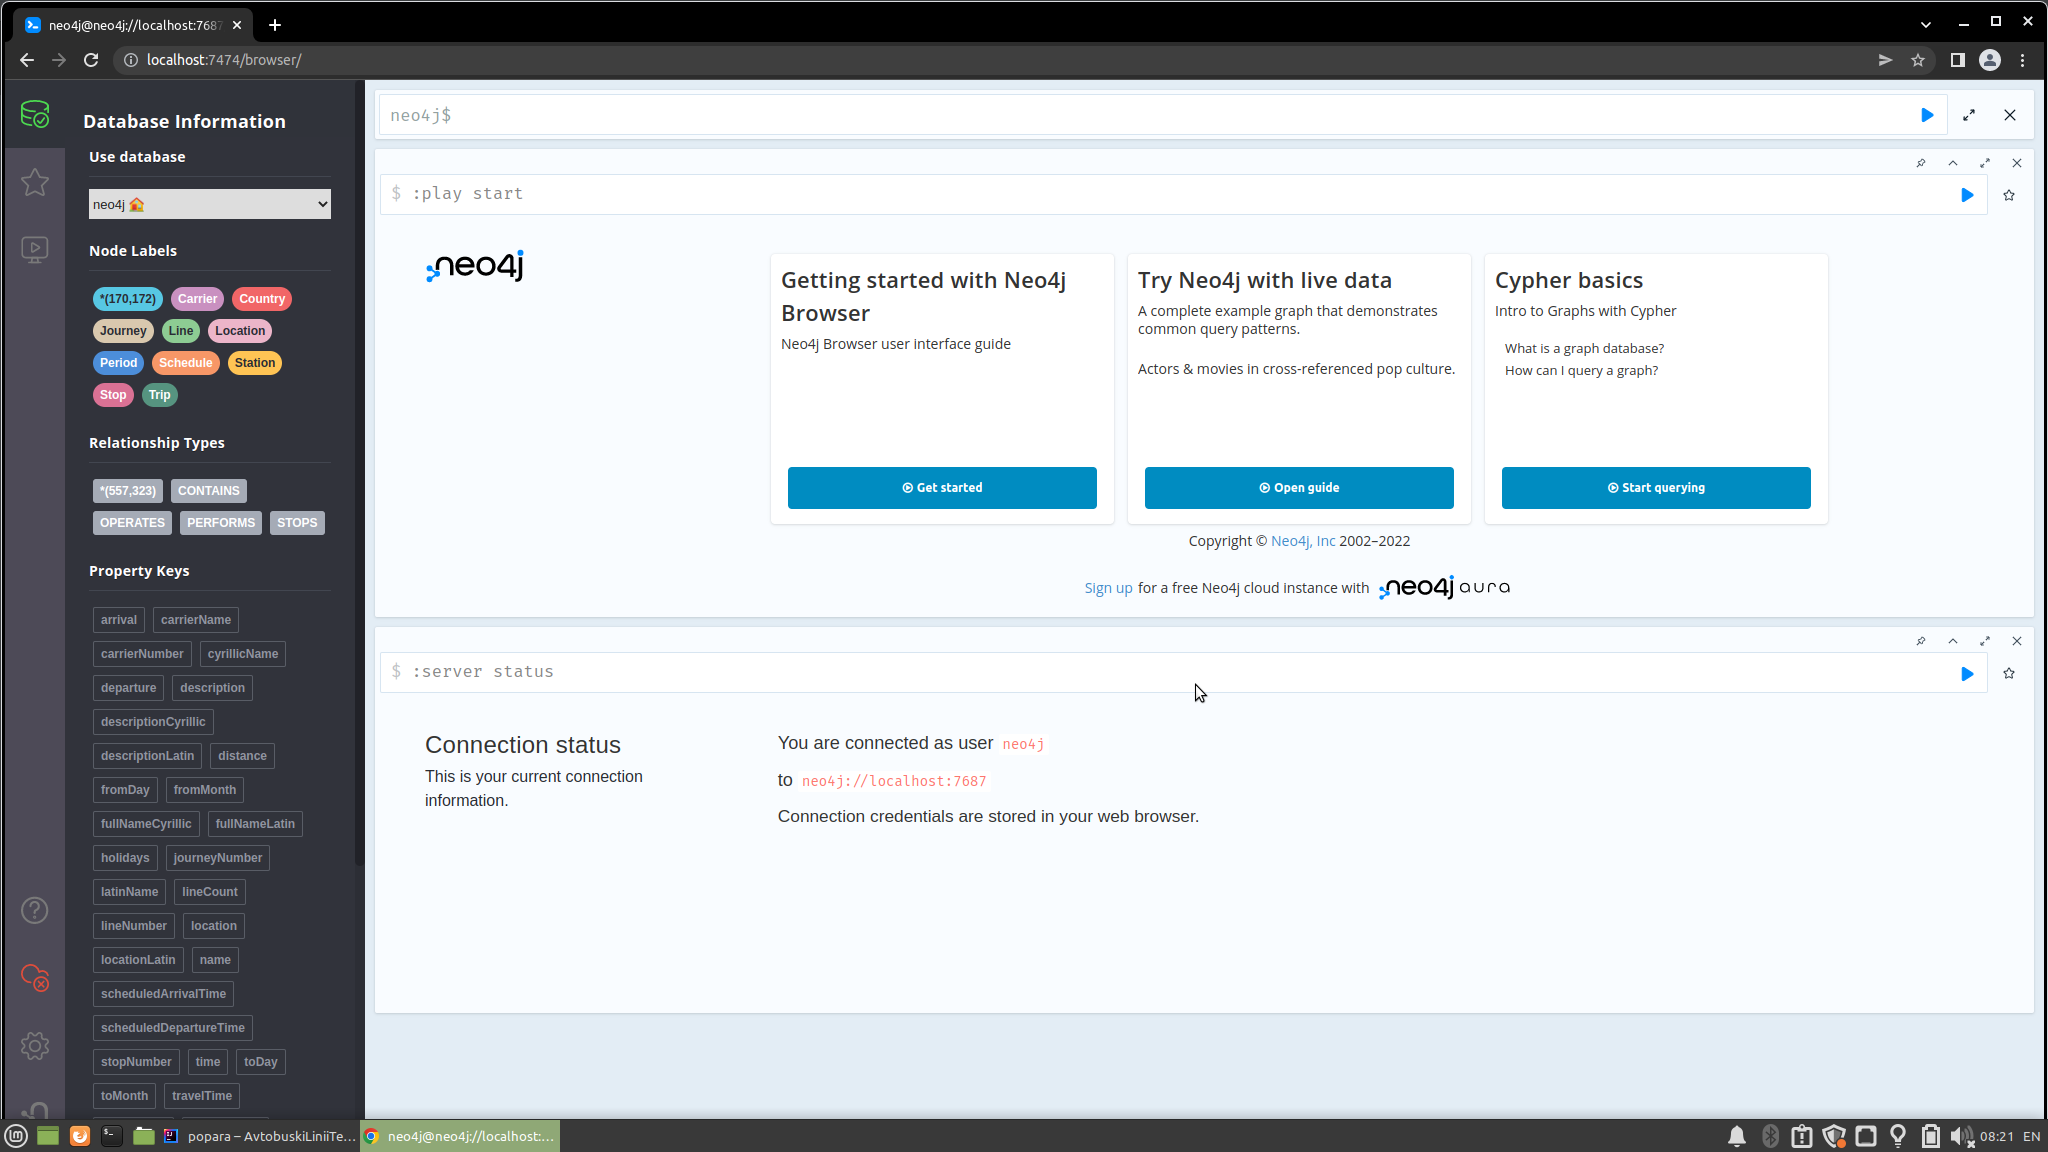 neo4j@neo4j://localhost:7687
localhost:7474/browser/
Database Information
Use database
neo4j
Node Labels
*(170,172) Carrier Country
Journey Line Location
Period Schedule Station
Stop Trip
Relationship Types
*(557,323) CONTAINS
OPERATES PERFORMS STOPS
Property Keys
arrival carrierName
carrierNumber cyrillicName
departure description
descriptionCyrillic
descriptionLatin distance
fromDay fromMonth
fullNameCyrillic fullNameLatin
holidays journeyNumber
latinName lineCount
lineNumber location
locationLatin name
scheduledArrivalTime
scheduledDepartureTime
stopNumber time toDay
toMonth travelTime
neo4j$
$ :play start
neo4j
Getting started with Neo4j
Browser
Neo4j Browser user interface guide
Get started
Try Neo4j with live data
A complete example graph that demonstrates
common query patterns.
Actors & movies in cross-referenced pop culture.
Open guide
Cypher basics
Intro to Graphs with Cypher
What is a graph database?
How can I query a graph?
Start querying
Copyright © Neo4j, Inc 2002–2022
Sign up for a free Neo4j cloud instance with neo4j aura
$ :server status
Connection status
This is your current connection
information.
You are connected as user neo4j
to neo4j://localhost:7687
Connection credentials are stored in your web browser.
popara – AvtobuskiLiniiTe...
neo4j@neo4j://localhost:...
08:21 EN